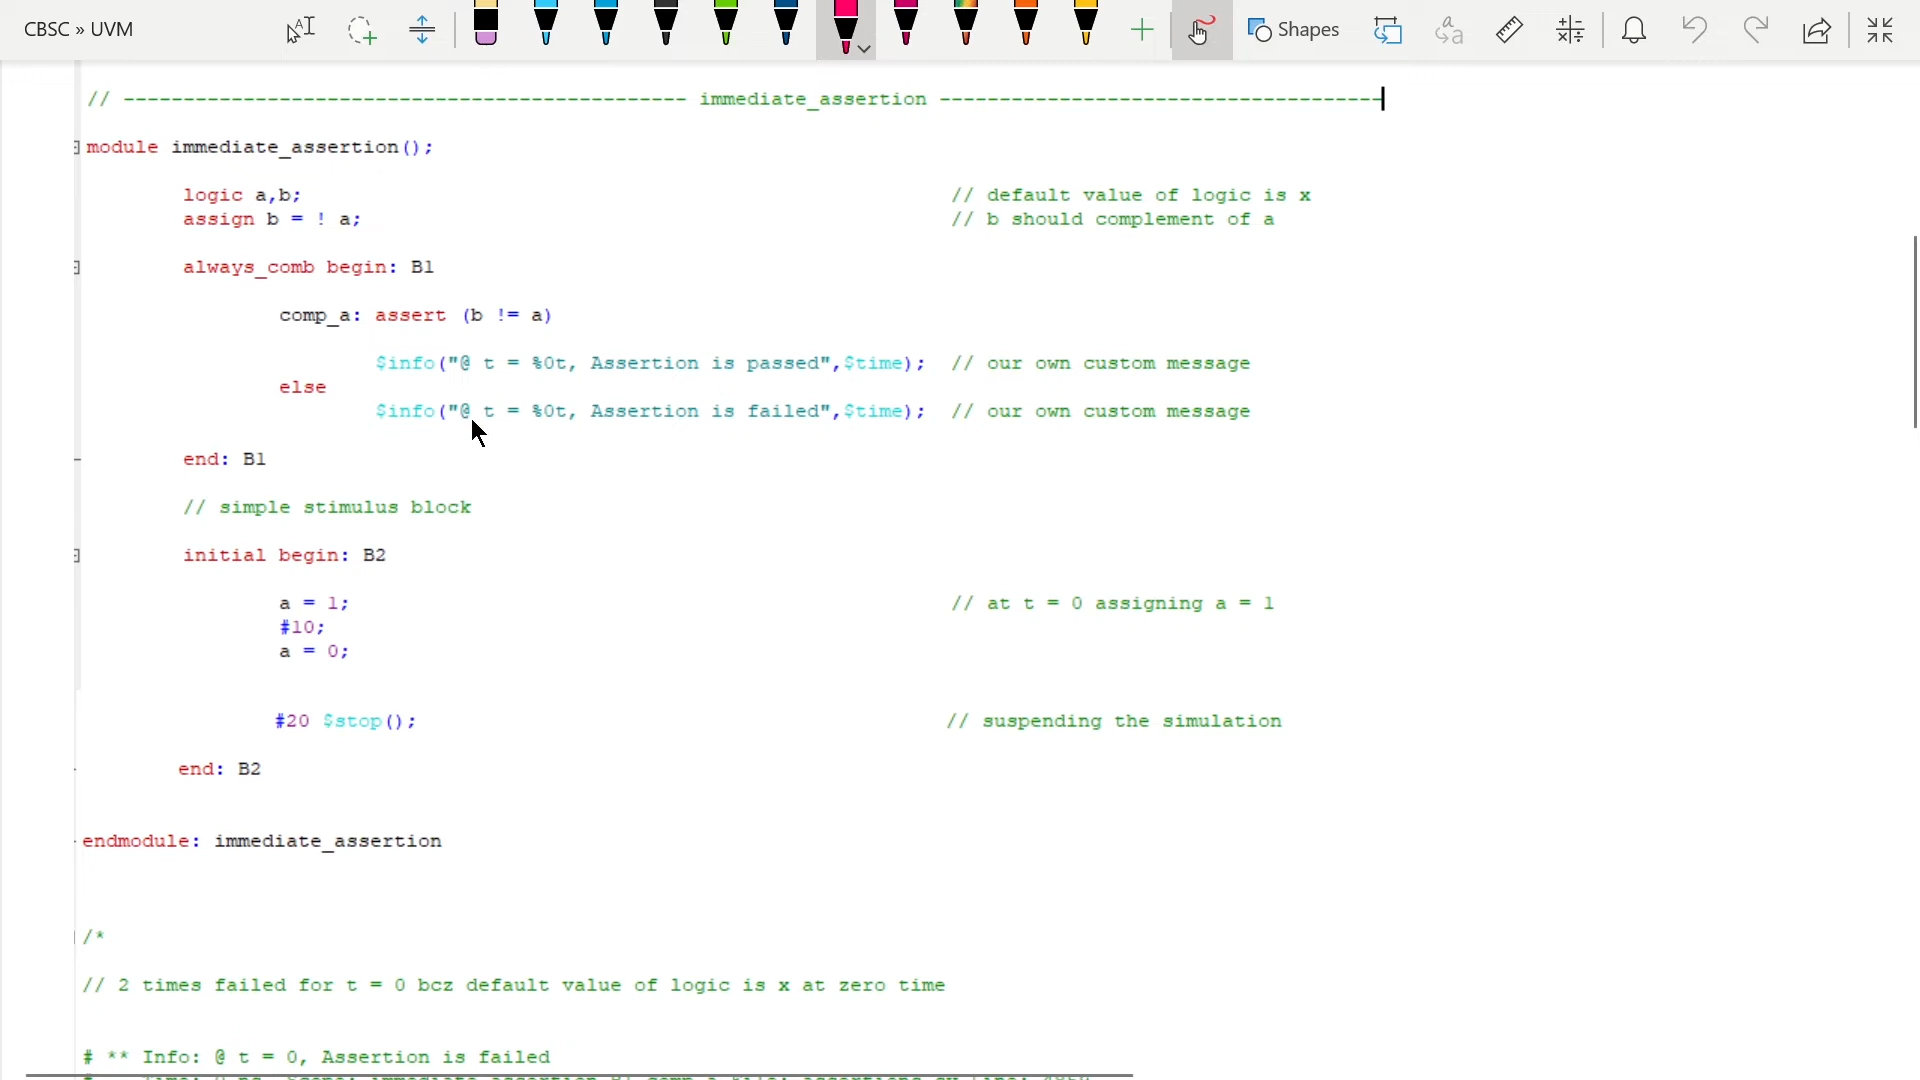 CBSC » UVM
Shapes
// ----------------------------------------------- immediate_assertion -------------------------------------
module immediate_assertion();
logic a,b; // default value of logic is x
assign b = ! a; // b should complement of a
always_comb begin: B1
comp_a: assert (b != a)
$info("@ t = %0t, Assertion is passed",$time); // our own custom message
else
$info("@ t = %0t, Assertion is failed",$time); // our own custom message
end: B1
// simple stimulus block
initial begin: B2
a = 1; // at t = 0 assigning a = 1
#10;
a = 0;
#20 $stop(); // suspending the simulation
end: B2
endmodule: immediate_assertion
/*
// 2 times failed for t = 0 bcz default value of logic is x at zero time
# ** Info: @ t = 0, Assertion is failed